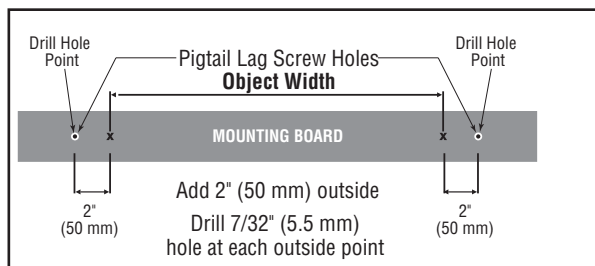 Drill Hole
Point
Pigtail Lag Screw Holes
Drill Hole
Point
Object Width
x
x
MOUNTING BOARD
2"
(50 mm)
Add 2" (50 mm) outside
Drill 7/32" (5.5 mm)
hole at each outside point
2"
(50 mm)